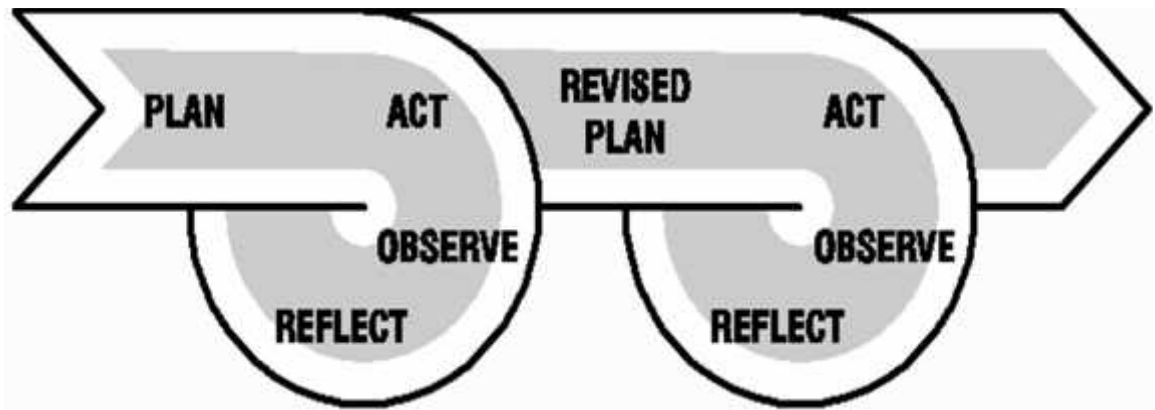 PLAN
ACT
OBSERVE
REFLECT
REVISED
PLAN
ACT
OBSERVE
REFLECT